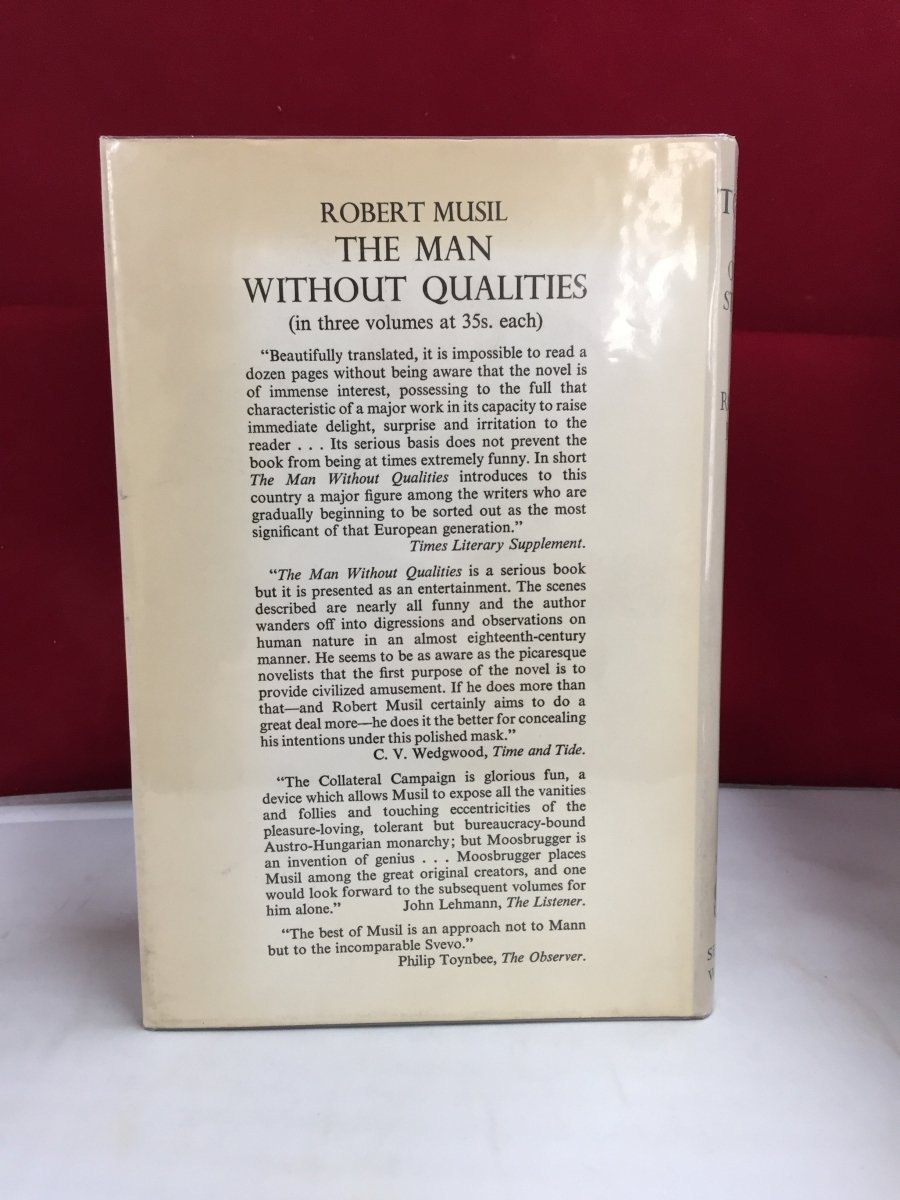 ROBERT MUSIL
THE MAN
WITHOUT QUALITIES
(in three volumes at 35s. each)
“Beautifully translated, it is impossible to read a
dozen pages without being aware that the novel is
of immense interest, possessing to the full that
characteristic of a major work in its capacity to raise
immediate delight, surprise and irritation to the
reader . . . Its serious basis does not prevent the
book from being at times extremely funny. In short
The Man Without Qualities introduces to this
country a major figure among the writers who are
gradually beginning to be sorted out as the most
significant of that European generation.”
Times Literary Supplement.
“The Man Without Qualities is a serious book
but it is presented as an entertainment. The scenes
described are nearly all funny and the author
wanders off into digressions and observations on
human nature in an almost eighteenth-century
manner. He seems to be as aware as the picaresque
novelists that the first purpose of the novel is to
provide civilized amusement. If he does more than
that—and Robert Musil certainly aims to do a
great deal more—he does it the better for concealing
his intentions under this polished mask.”
C. V. Wedgwood, Time and Tide.
“The Collateral Campaign is glorious fun, a
device which allows Musil to expose all the vanities
and follies and touching eccentricities of the
pleasure-loving, tolerant but bureaucracy-bound
Austro-Hungarian monarchy; but Moosbrugger is
an invention of genius . . . Moosbrugger places
Musil among the great original creators, and one
would look forward to the subsequent volumes for
him alone.” John Lehmann, The Listener.
“The best of Musil is an approach not to Mann
but to the incomparable Svevo.”
Philip Toynbee, The Observer.